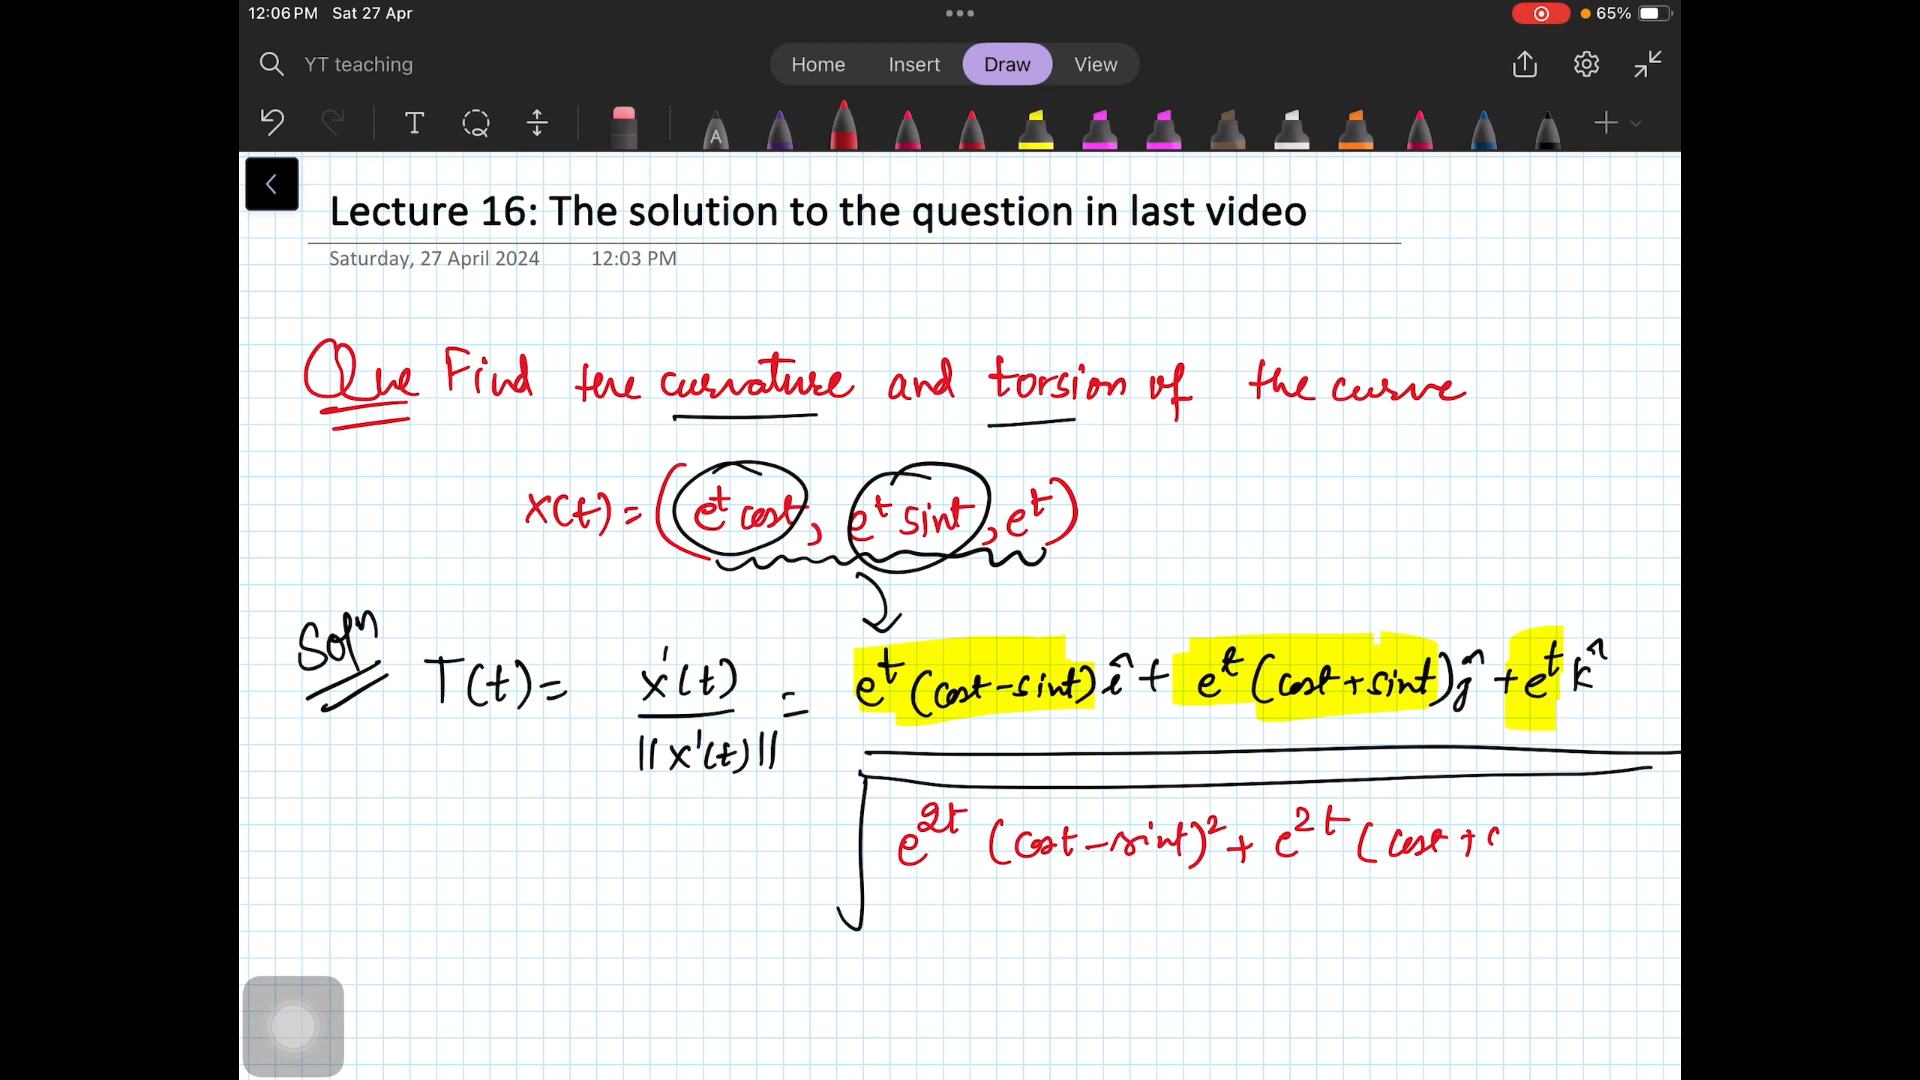 12:06 PM Sat 27 Apr 65%
YT teaching Home Insert Draw View
T A
Lecture 16: The solution to the question in last video
Saturday, 27 April 2024 12:03 PM
Que Find the curvature and torsion of the curve
x(t) = (e^t cost, e^t sint, e^t)
Solⁿ T(t) = x'(t) / ||x'(t)|| = e^t (cost - sint) î + e^t (cost + sint) ĵ + e^t k̂
√ e^2t (cost - sint)² + e^2t (cost +